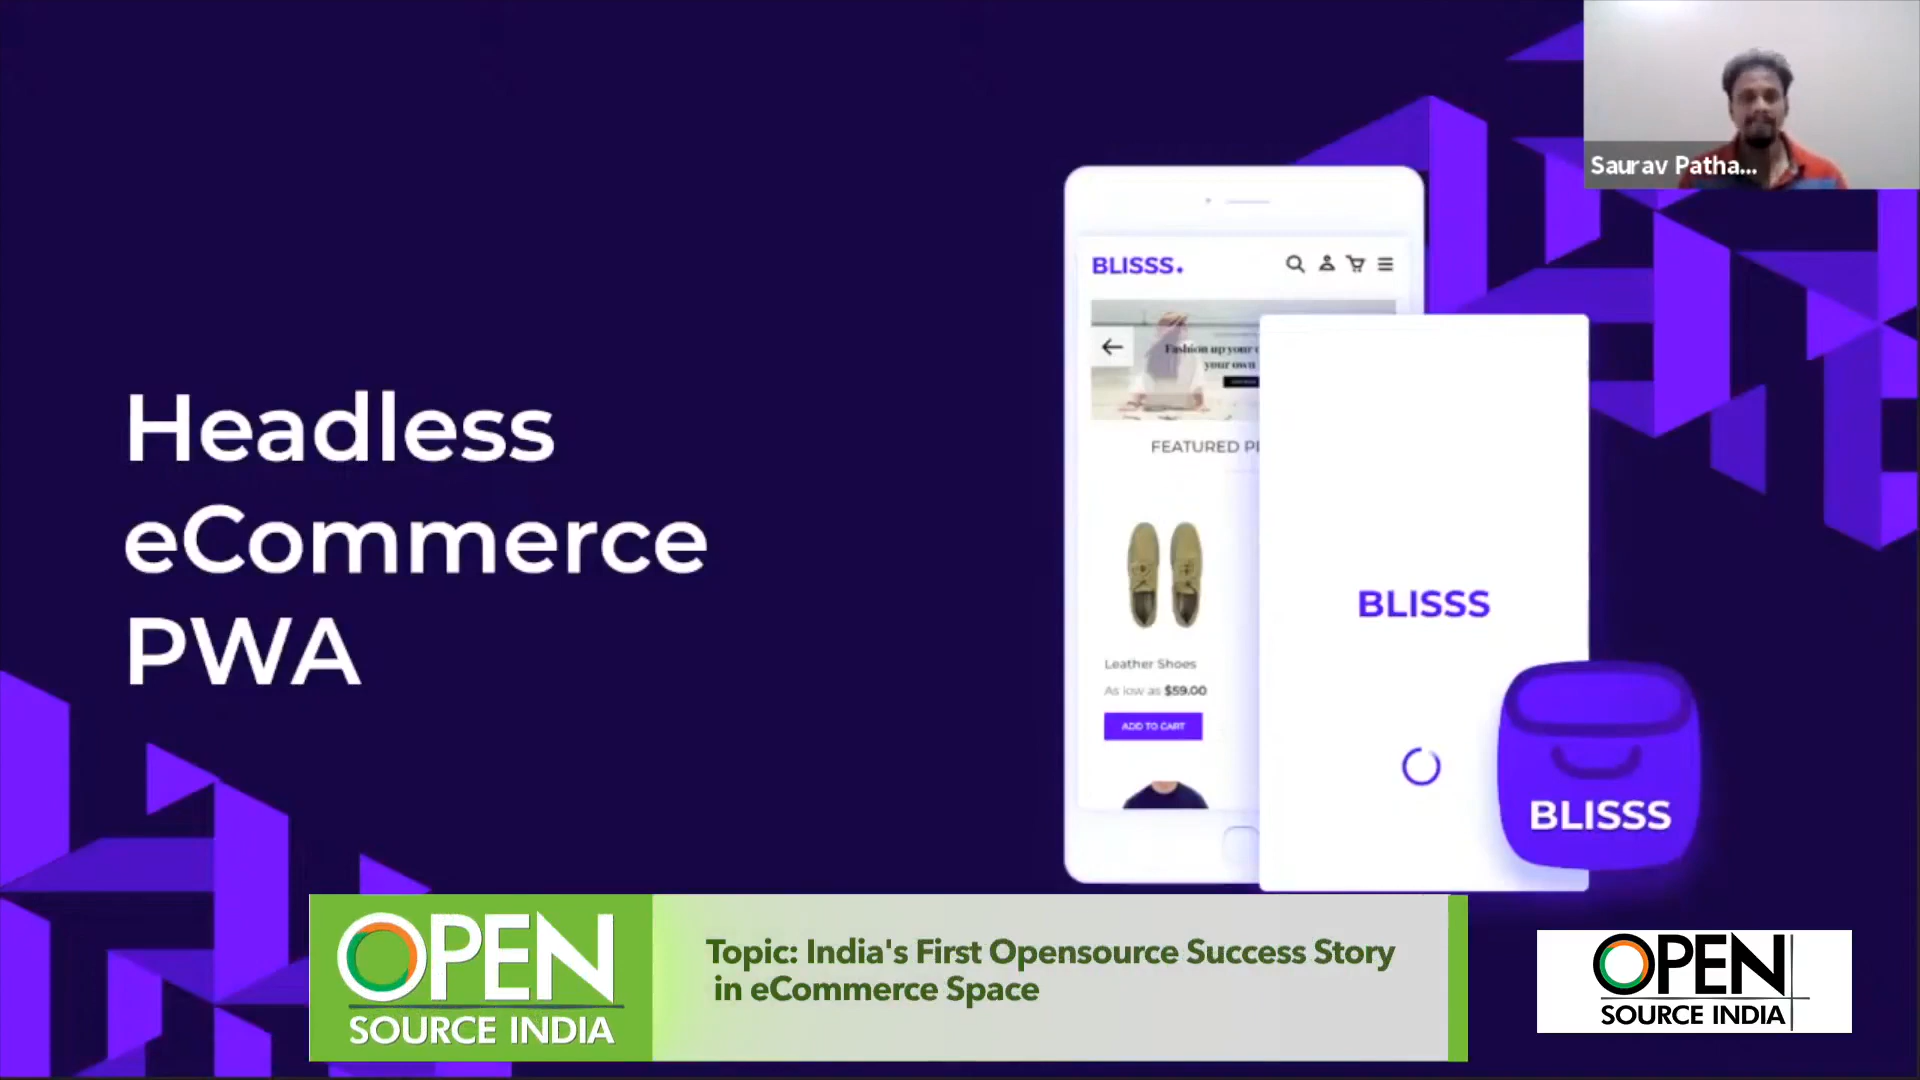 Saurav Patha...
Headless
eCommerce
PWA
BLISSS.
Fashion up your
your own
FEATURED P
Leather Shoes
As low as $59.00
ADD TO CART
BLISSS
BLISSS
OPEN
SOURCE INDIA
Topic: India's First Opensource Success Story
in eCommerce Space
OPEN
SOURCE INDIA